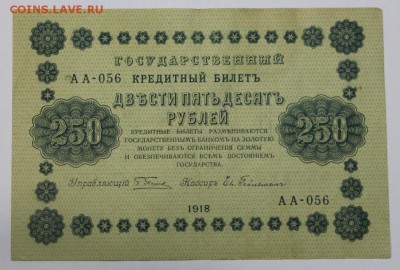 COINS.LAVE.RU
ГОСУДАРСТВЕННЫЙ
АА-056 КРЕДИТНЫЙ БИЛЕТЪ
ДВѢСТИ ПЯТЬДЕСЯТЪ
РУБЛЕЙ
250 250
КРЕДИТНЫЕ БИЛЕТЫ РАЗМѢНИВАЮТСЯ
ГОСУДАРСТВЕННЫМЪ БАНКОМЪ НА ЗОЛОТУЮ
МОНЕТУ БЕЗЪ ОГРАНИЧЕНІЯ СУММЫ
И ОБЕЗПЕЧИВАЮТСЯ ВСѢМЪ ДОСТОЯНІЕМЪ
ГОСУДАРСТВА.
Управляющій Кассиръ
АА-056
1918